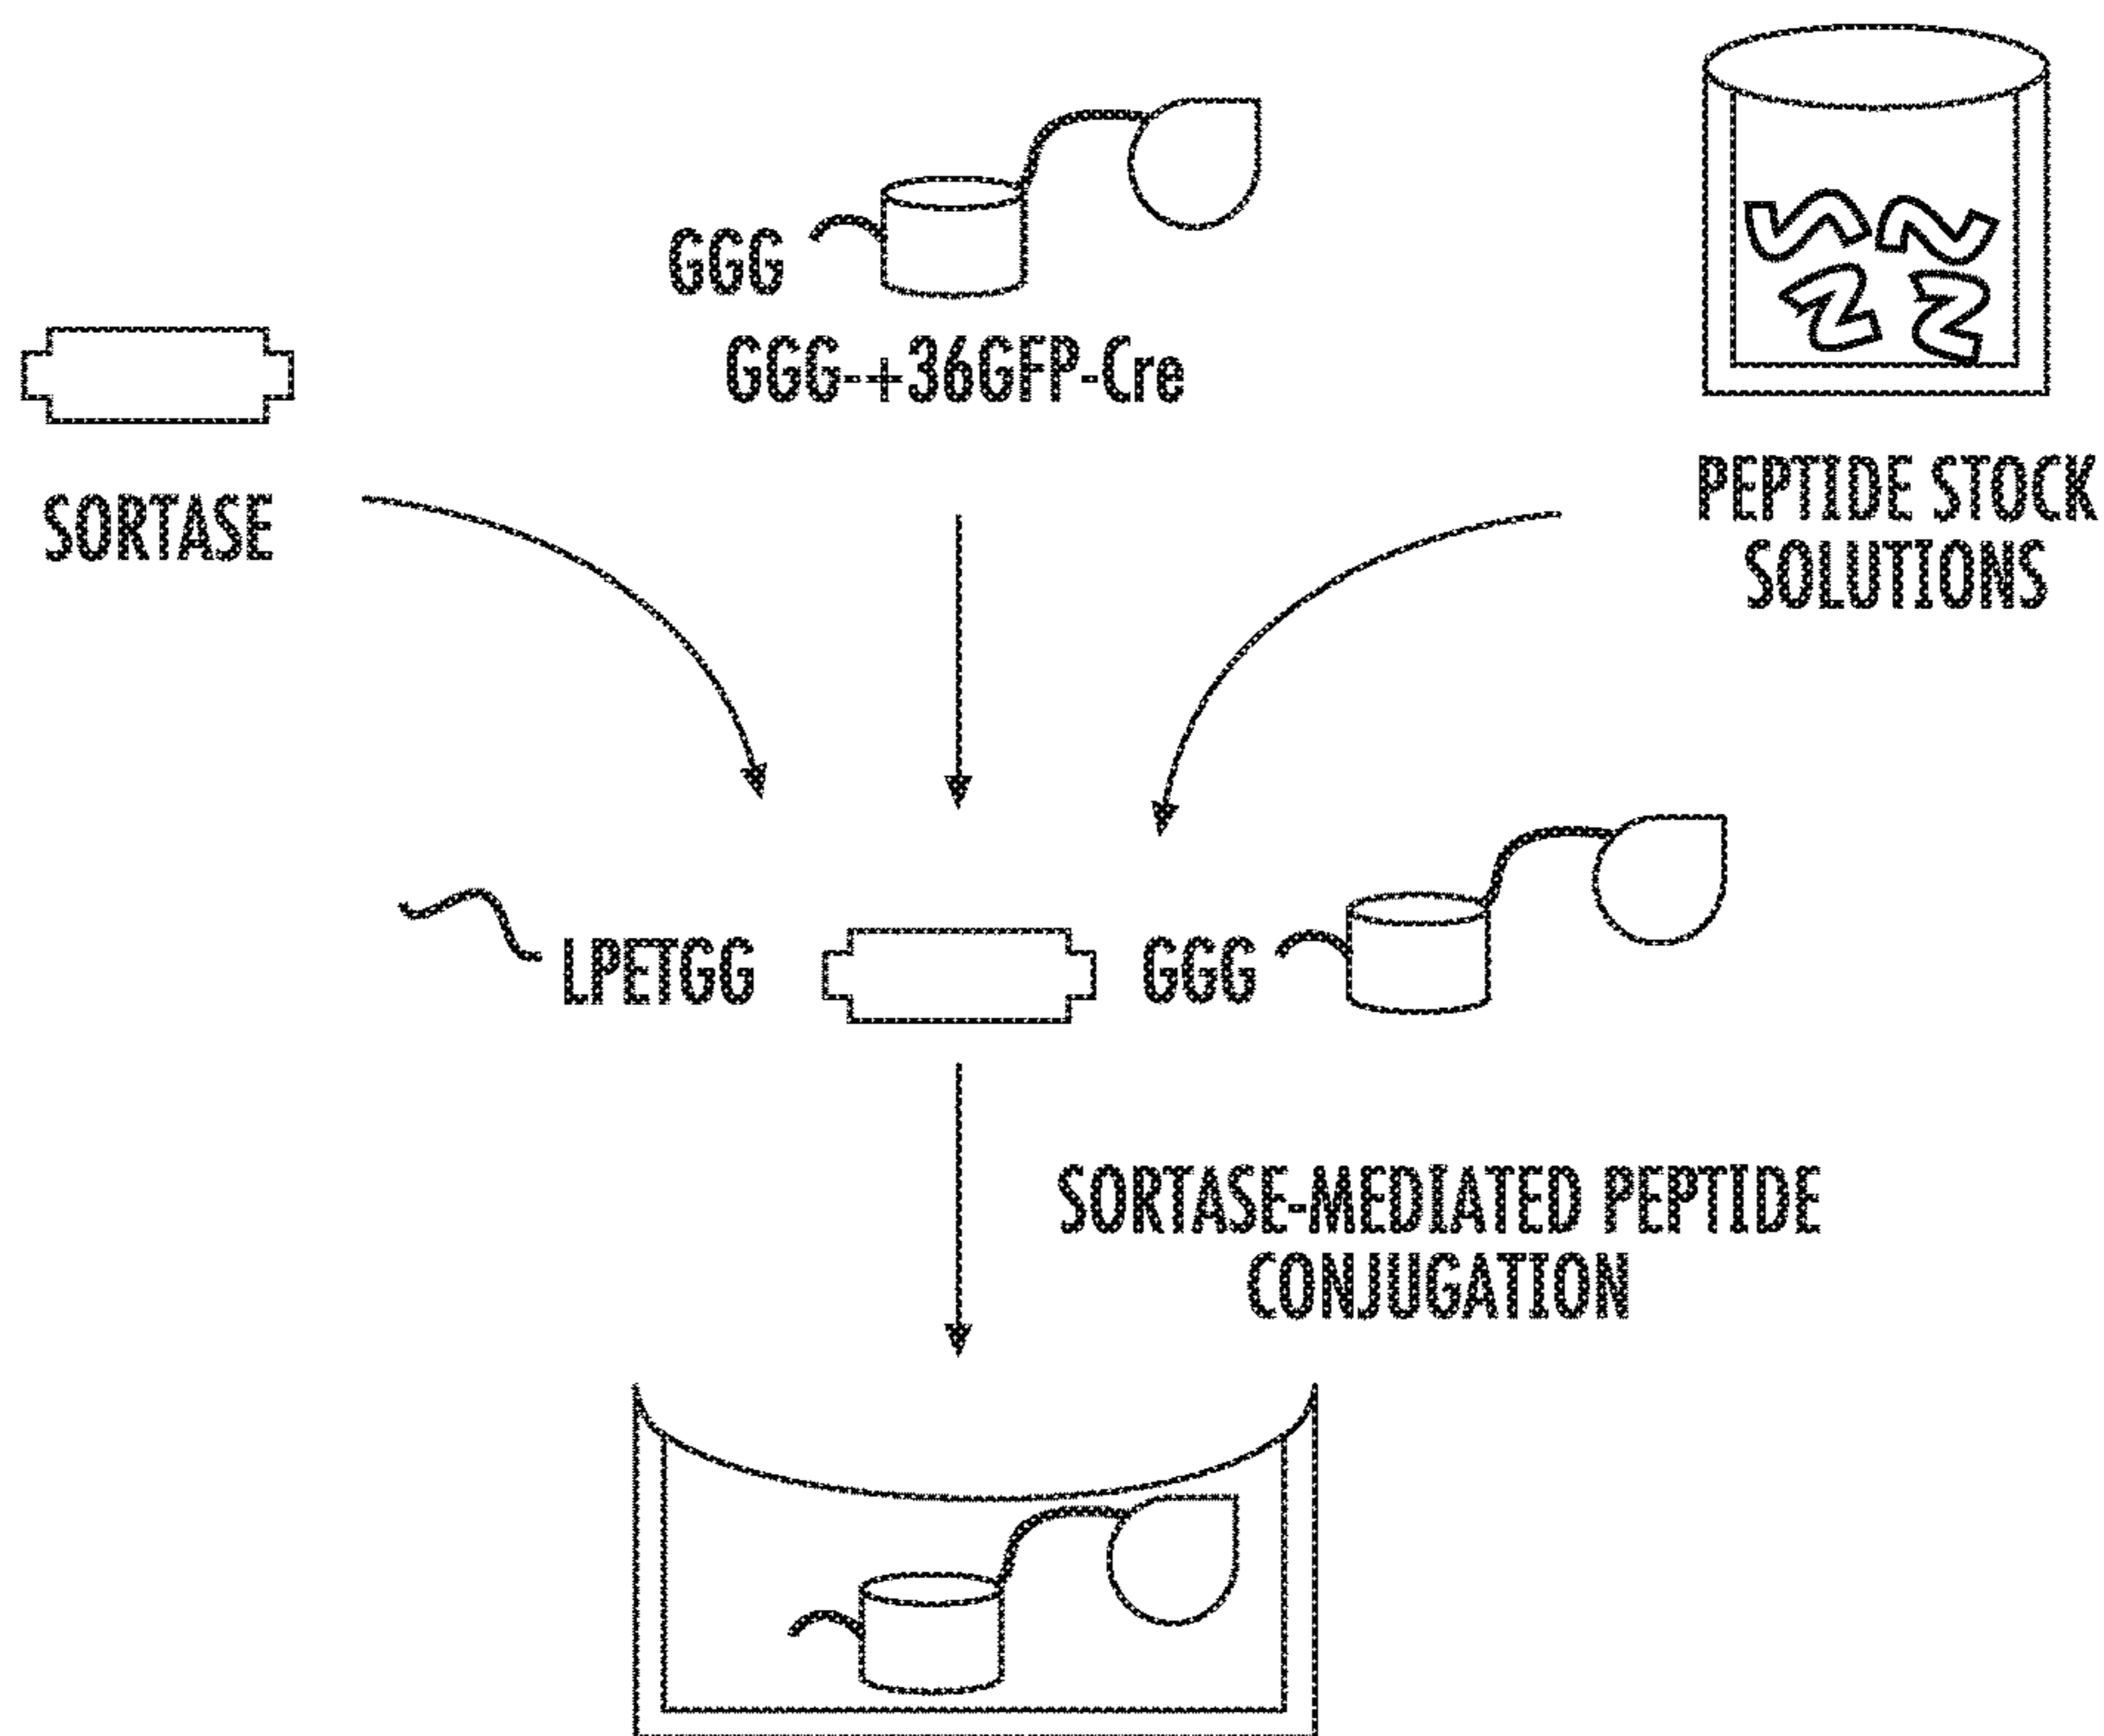 GGG
GGG-+36GFP-Cre
SORTASE
PEPTIDE STOCK
SOLUTIONS
LPETGG
GGG
SORTASE-MEDIATED PEPTIDE
CONJUGATION